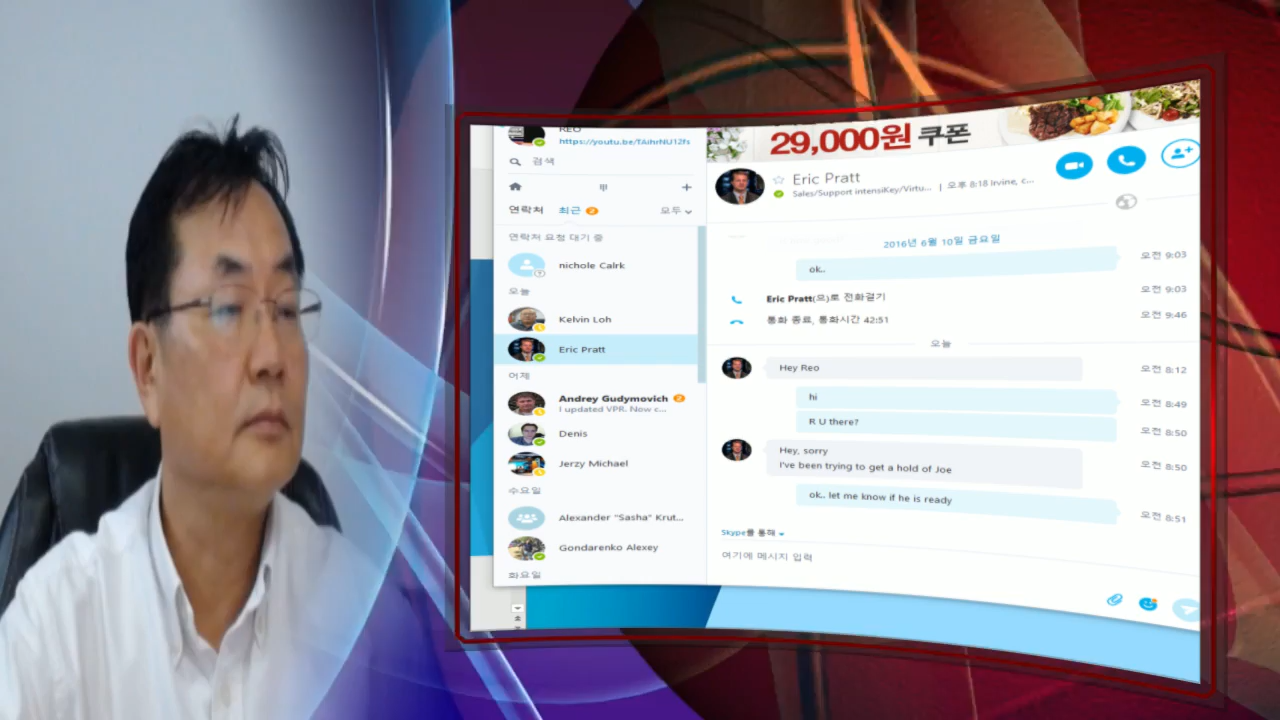 REO
https://youtu.be/EAihrNU12fs
검색
연락처 최근 2 모두
연락처 요청 대기 중
nichole Calrk
오늘
Kelvin Loh
Eric Pratt
어제
Andrey Gudymovich 2
I updated VPR. Now c...
Denis
Jerzy Michael
수요일
Alexander "Sasha" Krut...
Gondarenko Alexey
화요일
29,000원 쿠폰
Eric Pratt
Sales/Support intensiKey/Virtu... | 오후 8:18 Irvine, c...
2016년 6월 10일 금요일
ok.. 오전 9:03
Eric Pratt(으)로 전화걸기 오전 9:03
통화 종료, 통화시간 42:51 오전 9:46
오늘
Hey Reo 오전 8:12
hi 오전 8:49
R U there? 오전 8:50
Hey, sorry 오전 8:50
I've been trying to get a hold of Joe
ok.. let me know if he is ready 오전 8:51
Skype를 통해
여기에 메시지 입력